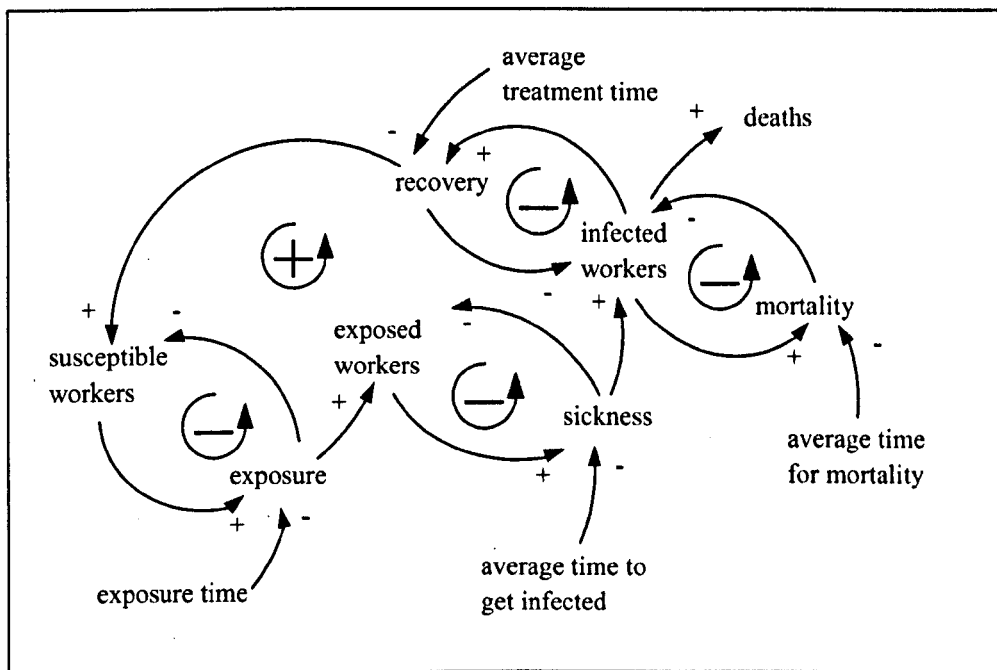 average
treatment time
+
deaths
-
+
recovery
-
infected
workers
+
-
mortality
+
-
exposed
workers
-
+
susceptible
workers
-
+
-
sickness
+
-
average time
for mortality
-
+
exposure
+
-
+
-
average time to
get infected
exposure time